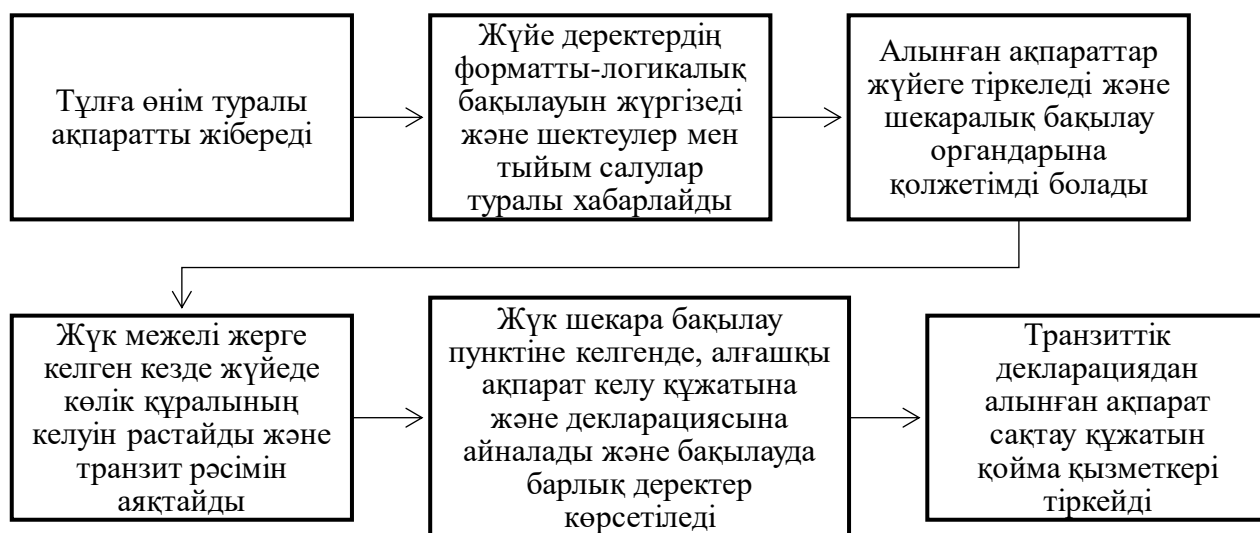 Тұлға өнім туралы
ақпаратты жібереді
Жүйе деректердің
форматты-логикалық
бақылауын жүргізеді
және шектеулер мен
тыйым салулар
туралы хабарлайды
Алынған ақпараттар
жүйеге тіркеледі және
шекаралық бақылау
органдарына
қолжетімді болады
Жүк межелі жерге
келген кезде жүйеде
көлік құралының
келуін растайды және
транзит рәсімін
аяқтайды
Жүк шекара бақылау
пунктіне келгенде, алғашқы
ақпарат келу құжатына
және декларациясына
айналады және бақылауда
барлық деректер
көрсетіледі
Транзиттік
декларациядан
алынған ақпарат
сақтау құжатын
қойма қызметкері
тіркейді